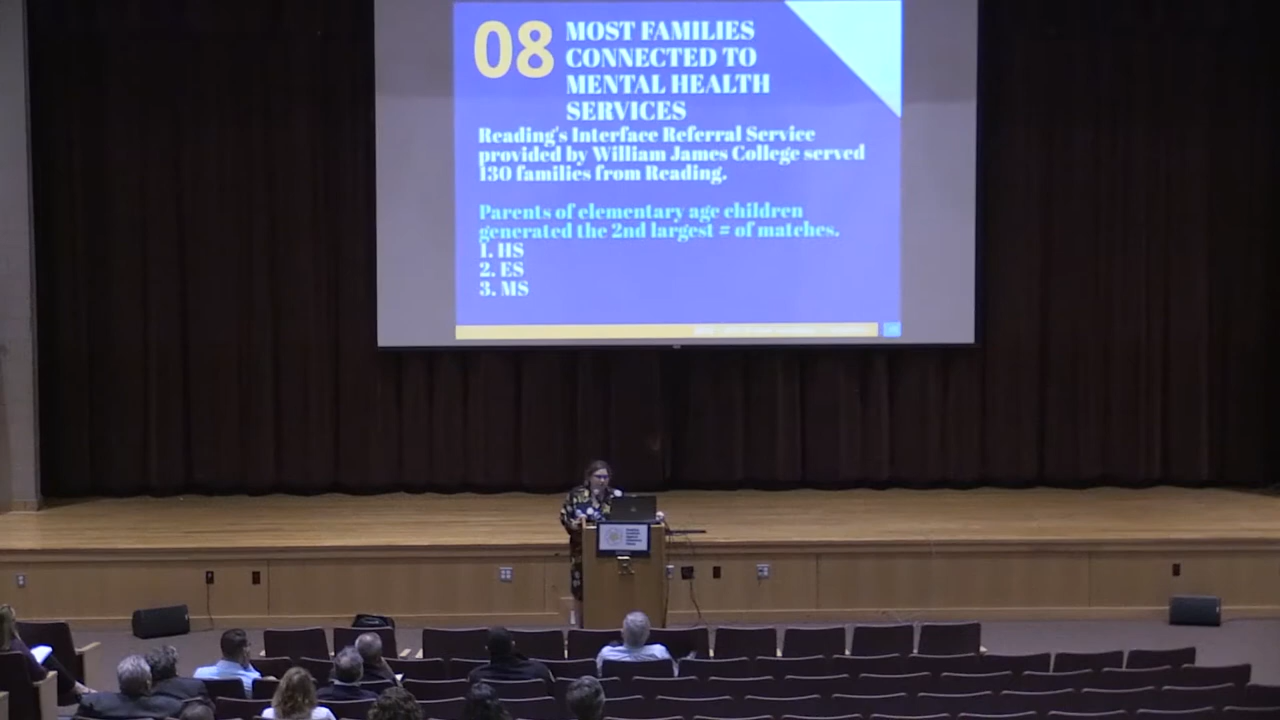 08 MOST FAMILIES
CONNECTED TO
MENTAL HEALTH
SERVICES
Reading's Interface Referral Service
provided by William James College served
130 families from Reading.
Parents of elementary age children
generated the 2nd largest # of matches.
1. HS
2. ES
3. MS